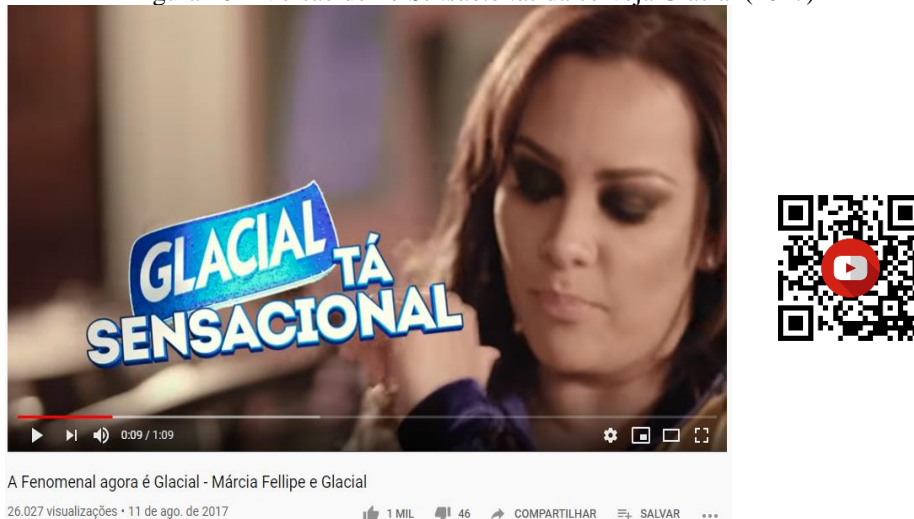 GLACIAL
TÁ
SENSACIONAL
0:09 / 1:09
A Fenomenal agora é Glacial - Márcia Fellipe e Glacial
26.027 visualizações • 11 de ago. de 2017
1 MIL
46
COMPARTILHAR
SALVAR